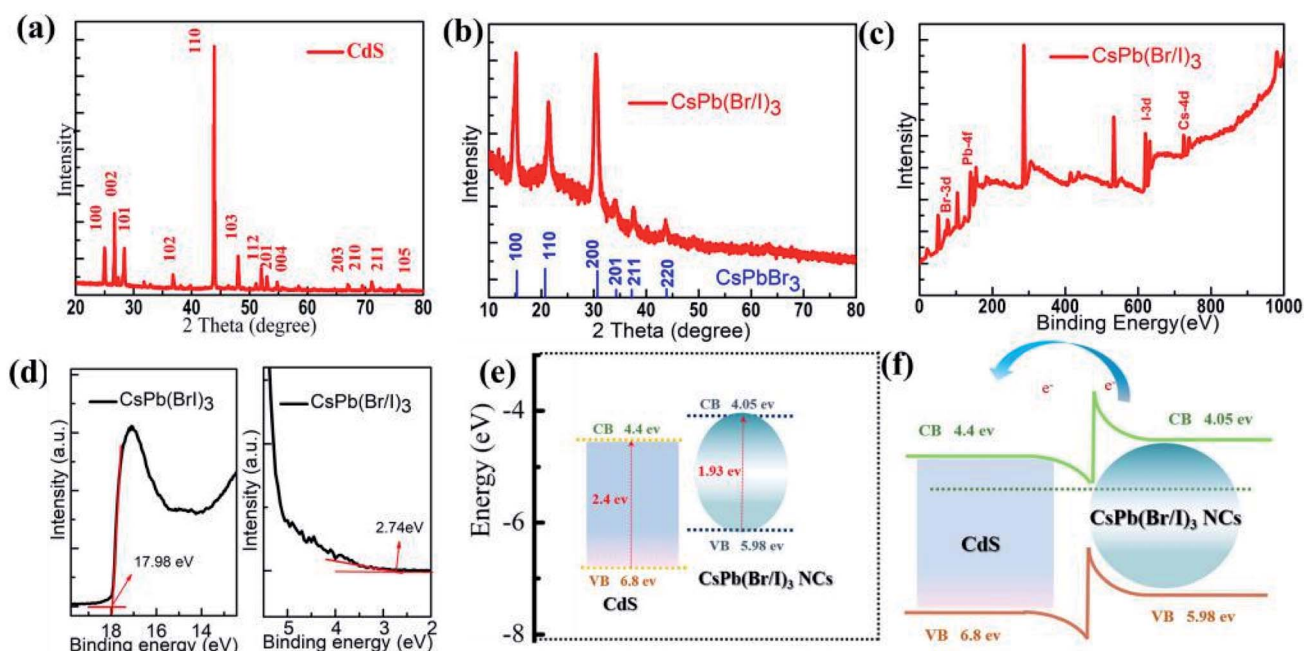 (a)
CdS
100
002
101
102
110
103
112
201
004
203
210
211
105
Intensity
20 30 40 50 60 70 80
2 Theta (degree)
(b)
CsPb(Br/I)3
100
110
200
201
211
220
CsPbBr3
Intensity
10 20 30 40 50 60 70 80
2 Theta (degree)
(c)
CsPb(Br/I)3
Br-3d
Pb-4f
I-3d
Cs-4d
Intensity
0 200 400 600 800 1000
Binding Energy(eV)
(d)
CsPb(BrI)3
17.98 eV
Intensity (a.u.)
18 16 14
Binding energy (eV)
CsPb(Br/I)3
2.74eV
Intensity (a.u.)
5 4 3 2
Binding energy (eV)
(e)
Energy (eV)
-4
-6
-8
CB 4.05 ev
CB 4.4 ev
1.93 ev
2.4 ev
VB 5.98 ev
VB 6.8 ev
CsPb(Br/I)3 NCs
CdS
(f)
e-
e-
CB 4.4 ev
CB 4.05 ev
CsPb(Br/I)3 NCs
CdS
VB 5.98 ev
VB 6.8 ev